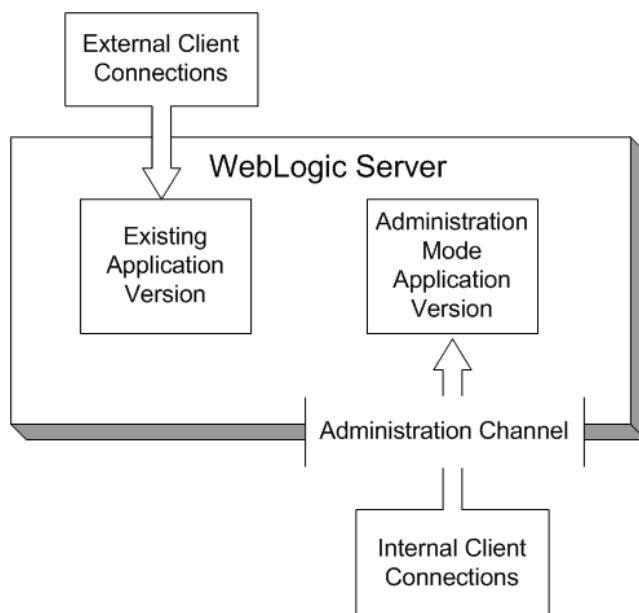 External Client
Connections
WebLogic Server
Existing
Application
Version
Administration
Mode
Application
Version
Administration Channel
Internal Client
Connections